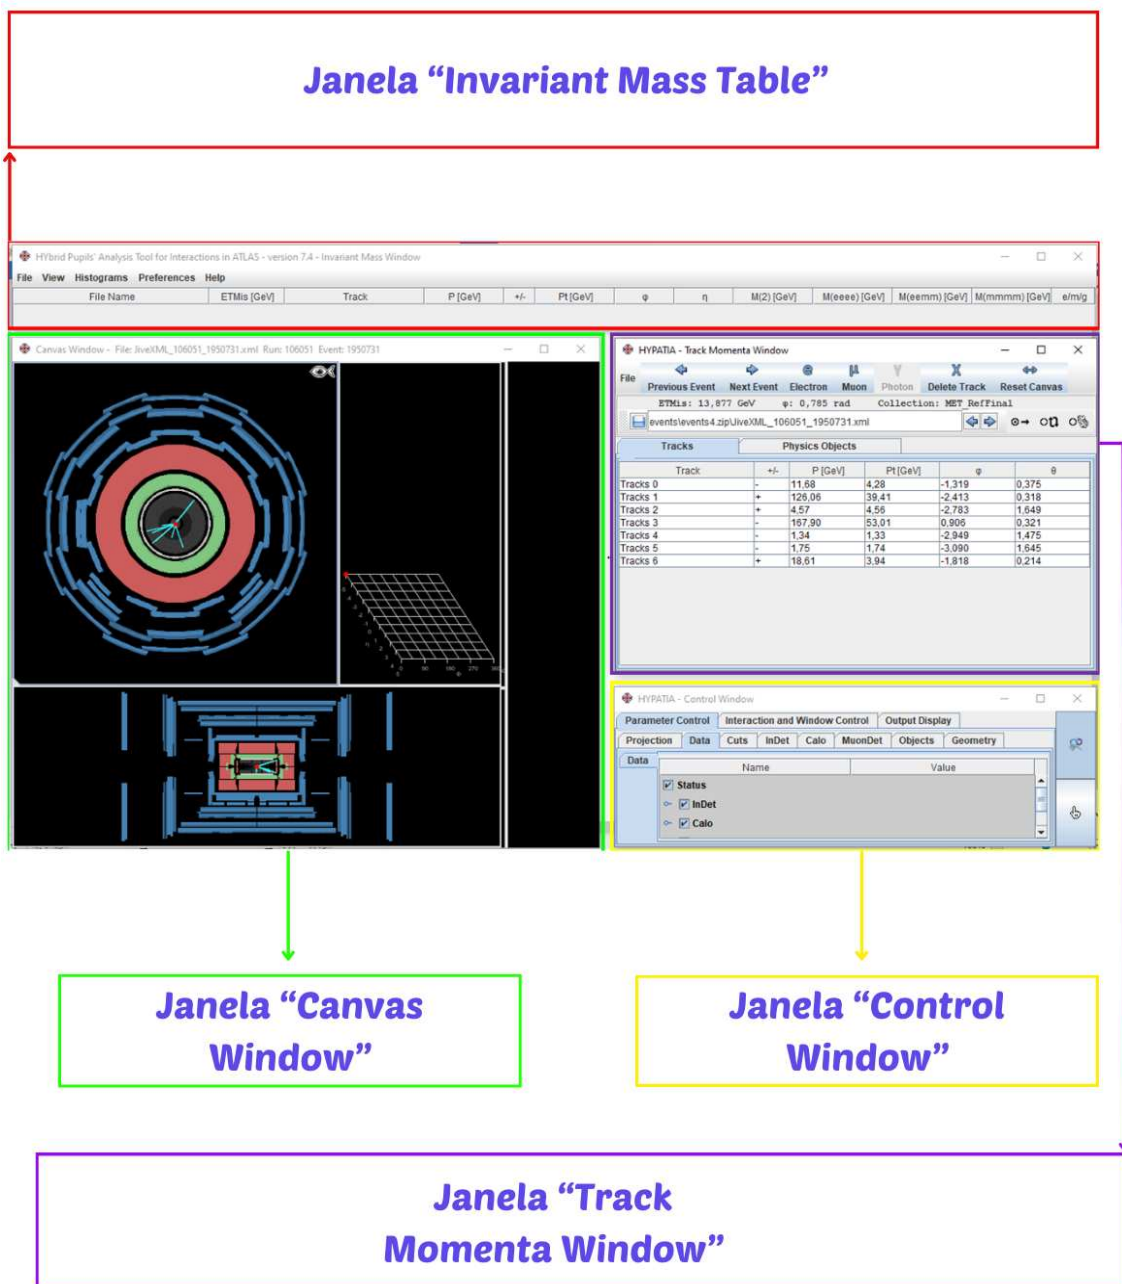 Janela “Invariant Mass Table”
HYbrid Pupils' Analysis Tool for Interactions in ATLAS - version 7.4 - Invariant Mass Window
File View Histograms Preferences Help
File Name ETMis [GeV] Track P [GeV] +/- Pt [GeV] φ η M(2) [GeV] M(eeee) [GeV] M(eemm) [GeV] M(mmmm) [GeV] e/m/g
Canvas Window - File: JiveXML_106051_1950731.xml Run: 106051 Event: 1950731
HYPATIA - Track Momenta Window
File Previous Event Next Event Electron Muon Photon Delete Track Reset Canvas
ETMis: 13,877 GeV φ: 0,785 rad Collection: MET_RefFinal
events\events4.zip\JiveXML_106051_1950731.xml
Tracks Physics Objects
Track +/- P [GeV] Pt [GeV] φ θ
Tracks 0 - 11,68 4,28 -1,319 0,375
Tracks 1 + 126,06 39,41 -2,413 0,318
Tracks 2 + 4,57 4,56 -2,783 1,649
Tracks 3 - 167,90 53,01 0,906 0,321
Tracks 4 - 1,34 1,33 -2,949 1,475
Tracks 5 - 1,75 1,74 -3,090 1,645
Tracks 6 + 18,61 3,94 -1,818 0,214
HYPATIA - Control Window
Parameter Control Interaction and Window Control Output Display
Projection Data Cuts InDet Calo MuonDet Objects Geometry
Data Name Value
Status
InDet
Calo
Janela “Canvas
Window”
Janela “Control
Window”
Janela “Track
Momenta Window”